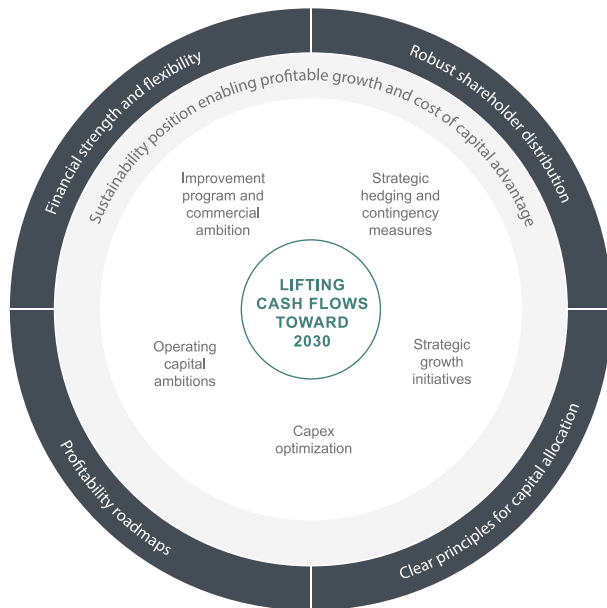 Financial strength and flexibility
Robust shareholder distribution
Sustainability position enabling profitable growth and cost of capital advantage
Improvement
program and
commercial
ambition
Strategic
hedging and
contingency
measures
LIFTING
CASH FLOWS
TOWARD
2030
Operating
capital
ambitions
Strategic
growth
initiatives
Capex
optimization
Profitability roadmaps
Clear principles for capital allocation